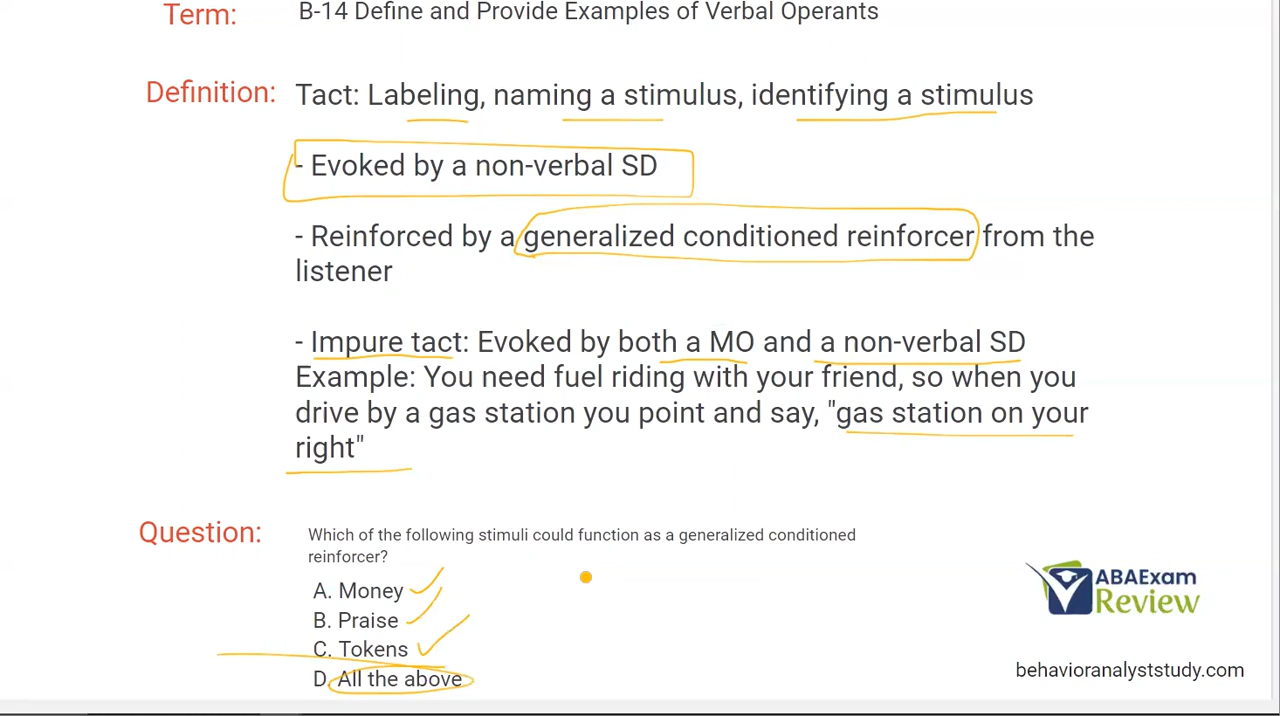 Term: B-14 Define and Provide Examples of Verbal Operants
Definition: Tact: Labeling, naming a stimulus, identifying a stimulus
- Evoked by a non-verbal SD
- Reinforced by a generalized conditioned reinforcer from the
listener
- Impure tact: Evoked by both a MO and a non-verbal SD
Example: You need fuel riding with your friend, so when you
drive by a gas station you point and say, "gas station on your
right"
Question: Which of the following stimuli could function as a generalized conditioned
reinforcer?
A. Money
B. Praise
C. Tokens
D. All the above
ABAExam
Review
behavioranalyststudy.com